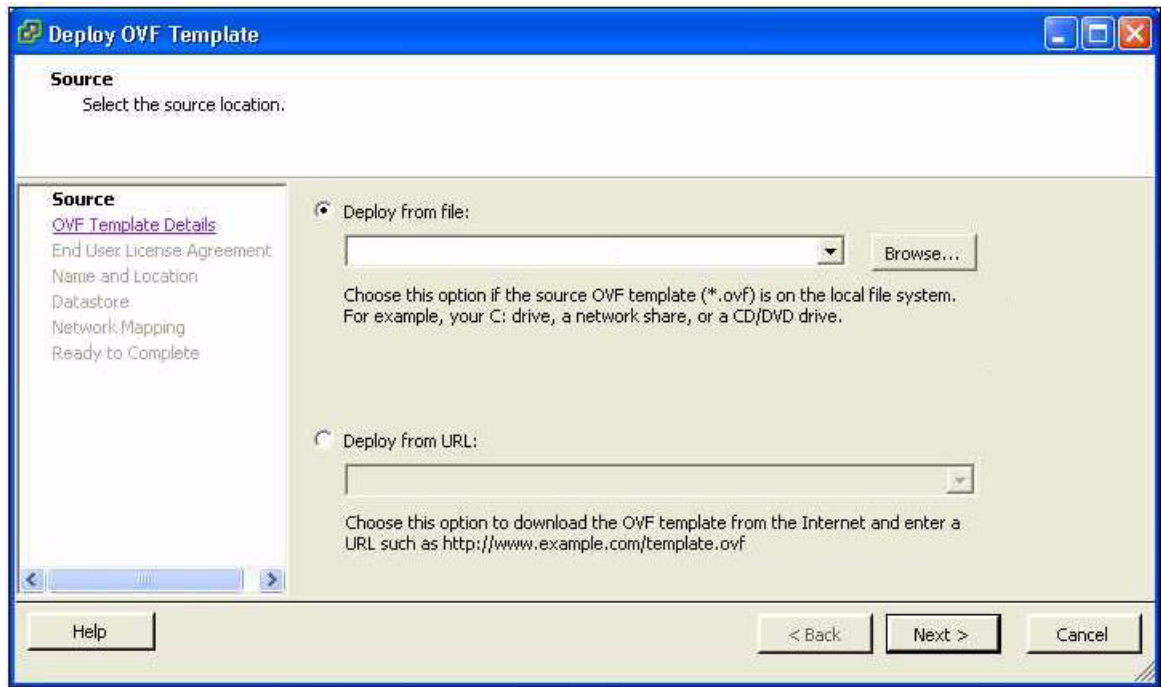 Deploy OVF Template
Source
Select the source location.
Source
OVF Template Details
End User License Agreement
Name and Location
Datastore
Network Mapping
Ready to Complete
Deploy from file:
Browse...
Choose this option if the source OVF template (*.ovf) is on the local file system.
For example, your C: drive, a network share, or a CD/DVD drive.
Deploy from URL:
Choose this option to download the OVF template from the Internet and enter a
URL such as http://www.example.com/template.ovf
Help
< Back
Next >
Cancel